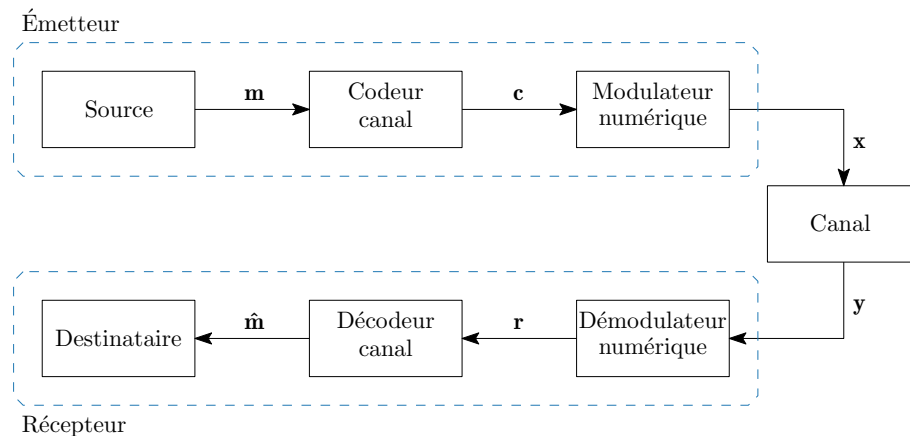 Émetteur
Source
m
Codeur
canal
c
Modulateur
numérique
x
Canal
y
Démodulateur
numérique
r
Décodeur
canal
m̂
Destinataire
Récepteur